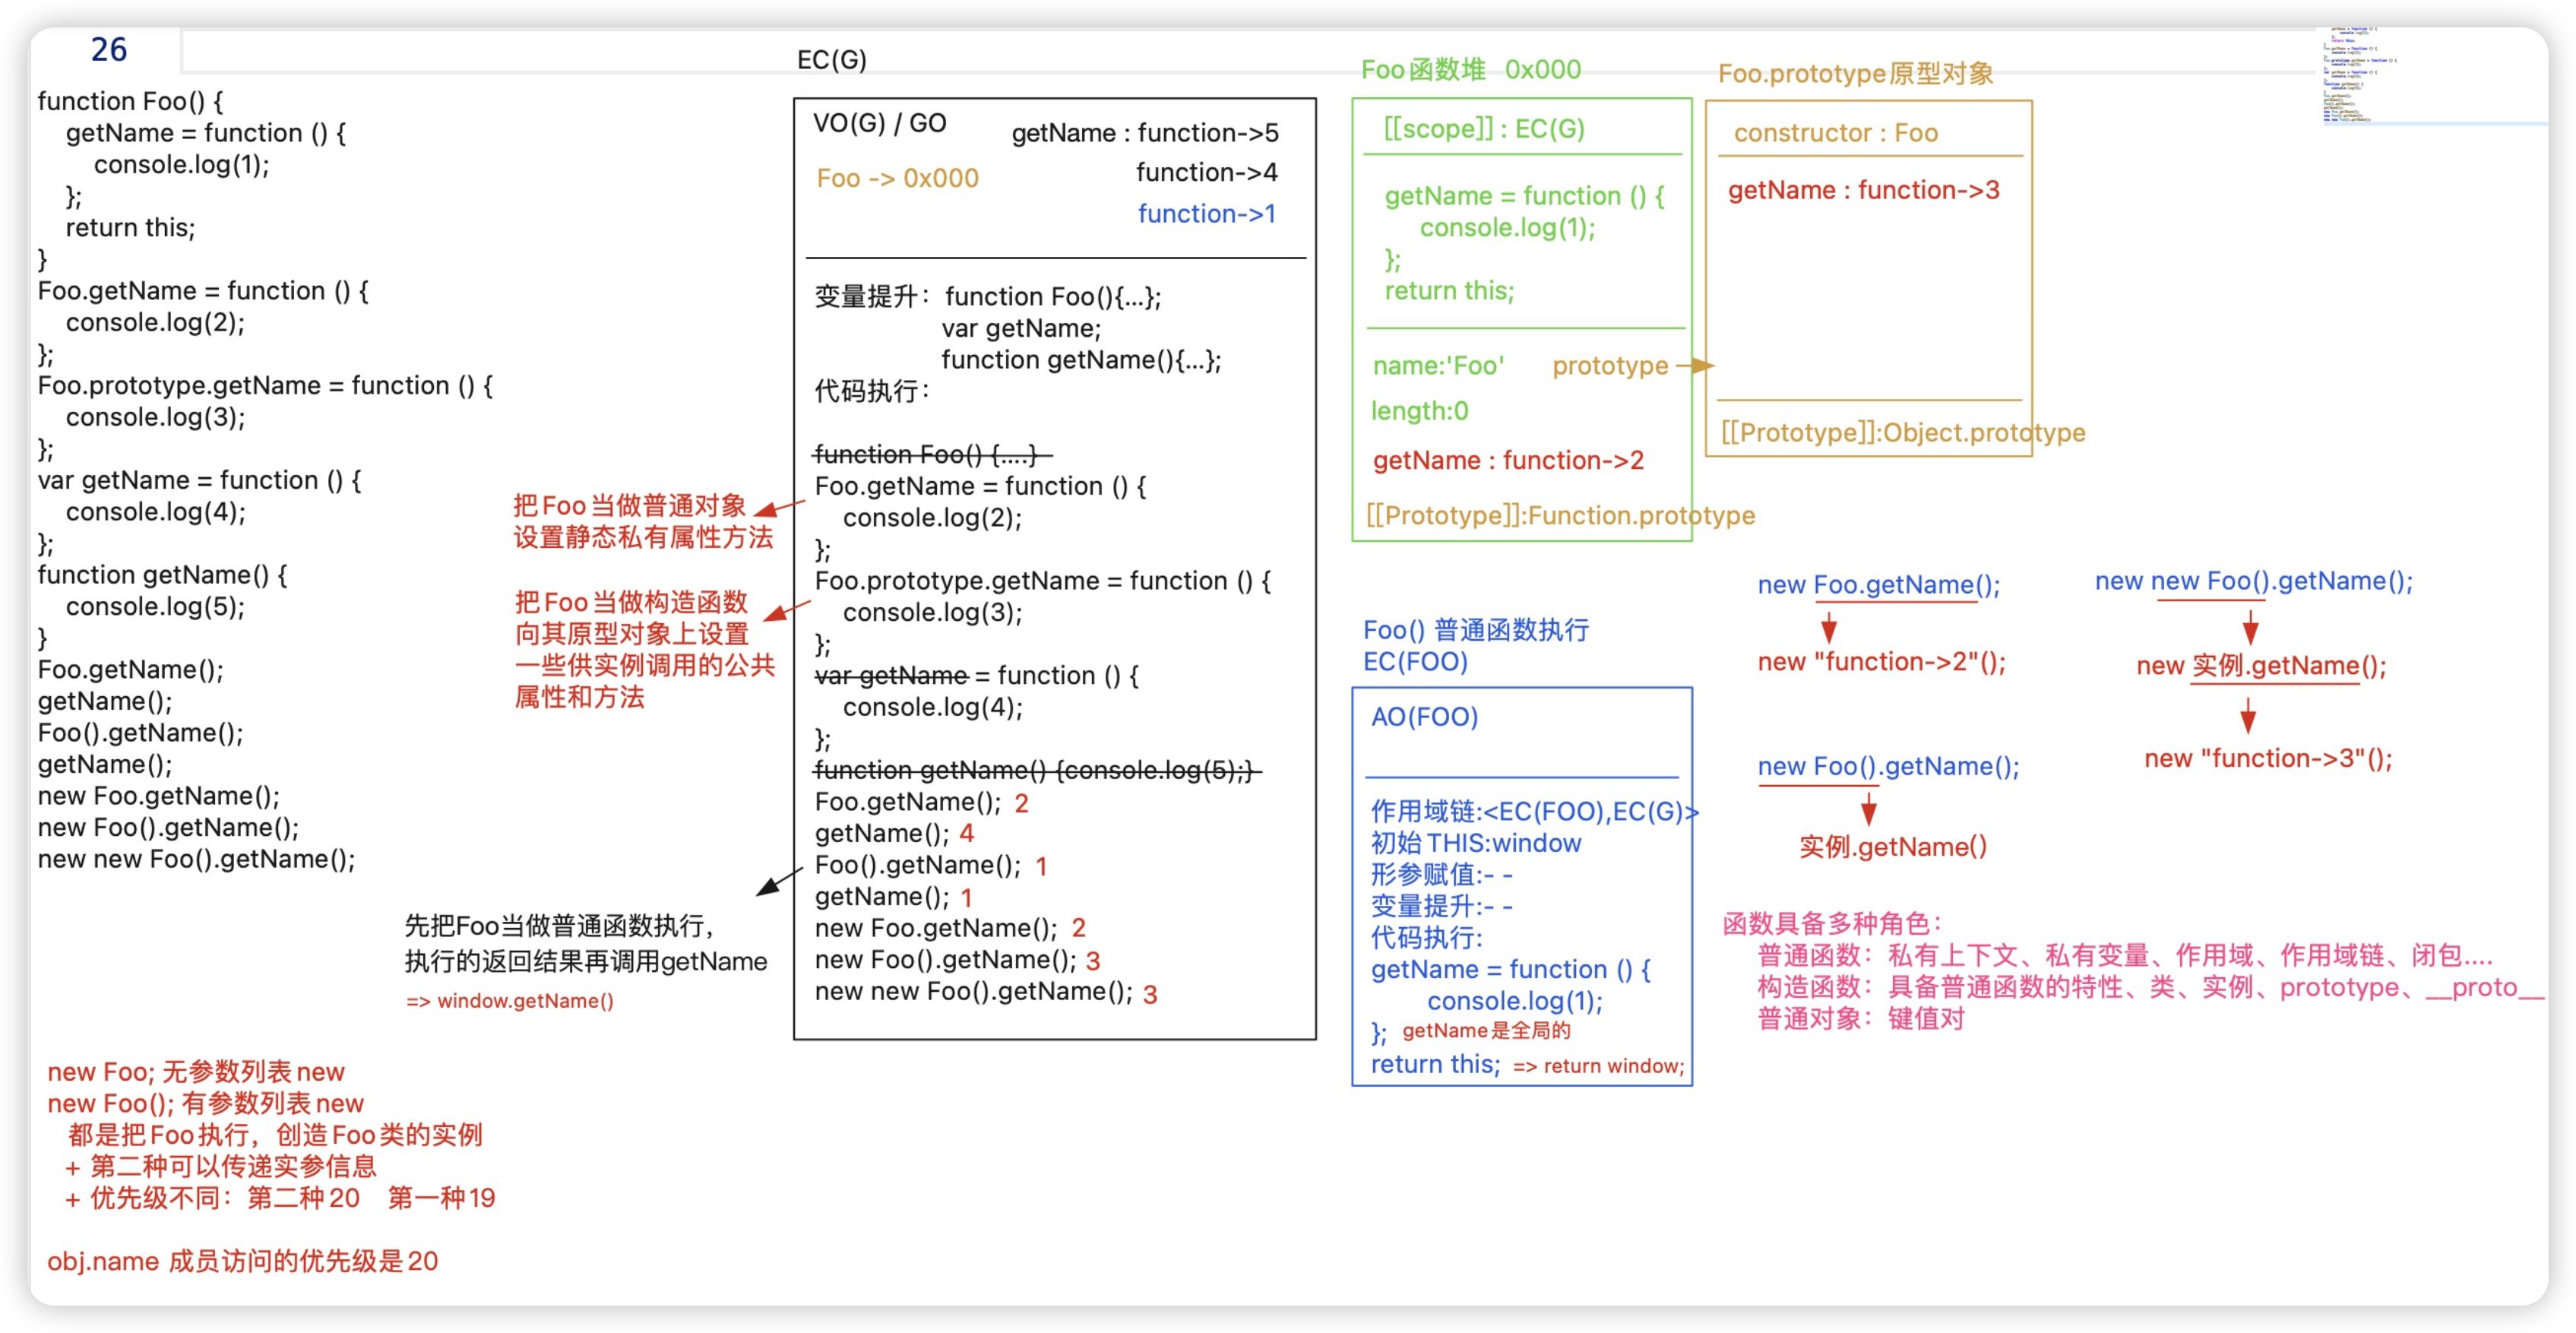 26
function Foo() {
getName = function () {
console.log(1);
};
return this;
}
Foo.getName = function () {
console.log(2);
};
Foo.prototype.getName = function () {
console.log(3);
};
var getName = function () {
console.log(4);
};
function getName() {
console.log(5);
}
Foo.getName();
getName();
Foo().getName();
getName();
new Foo.getName();
new Foo().getName();
new new Foo().getName();
把Foo当做普通对象
设置静态私有属性方法
把Foo当做构造函数
向其原型对象上设置
一些供实例调用的公共
属性和方法
先把Foo当做普通函数执行，
执行的返回结果再调用getName
=> window.getName()
new Foo; 无参数列表new
new Foo(); 有参数列表new
都是把Foo执行，创造Foo类的实例
+ 第二种可以传递实参信息
+ 优先级不同：第二种20 第一种19
obj.name 成员访问的优先级是20
EC(G)
VO(G) / GO
getName : function->5
Foo -> 0x000
function->4
function->1
变量提升：function Foo(){...};
var getName;
function getName(){...};
代码执行：
function Foo() {....}
Foo.getName = function () {
console.log(2);
};
Foo.prototype.getName = function () {
console.log(3);
};
var getName = function () {
console.log(4);
};
function getName() {console.log(5);}
Foo.getName(); 2
getName(); 4
Foo().getName(); 1
getName(); 1
new Foo.getName(); 2
new Foo().getName(); 3
new new Foo().getName(); 3
Foo函数堆 0x000
[[scope]] : EC(G)
getName = function () {
console.log(1);
};
return this;
name:'Foo' prototype
length:0
getName : function->2
[[Prototype]]:Function.prototype
Foo.prototype原型对象
constructor : Foo
getName : function->3
[[Prototype]]:Object.prototype
Foo() 普通函数执行
EC(FOO)
AO(FOO)
作用域链:<EC(FOO),EC(G)>
初始THIS:window
形参赋值:- -
变量提升:- -
代码执行:
getName = function () {
console.log(1);
}; getName是全局的
return this; => return window;
new Foo.getName();
new "function->2"();
new Foo().getName();
实例.getName()
new new Foo().getName();
new 实例.getName();
new "function->3"();
函数具备多种角色：
普通函数：私有上下文、私有变量、作用域、作用域链、闭包....
构造函数：具备普通函数的特性、类、实例、prototype、__proto__
普通对象：键值对